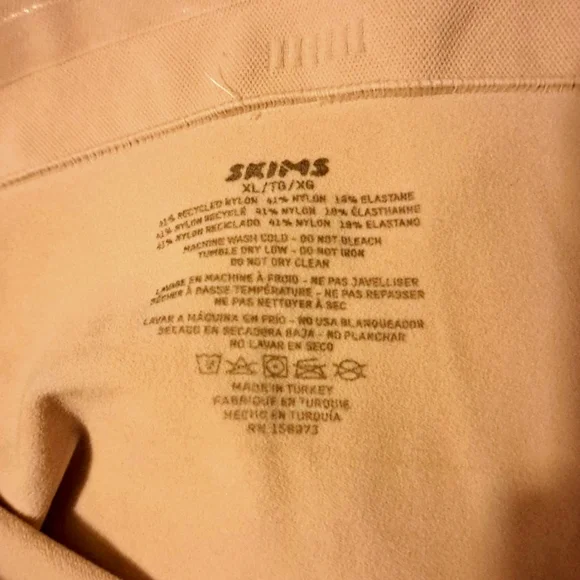 SKIMS
XL/TG/XG
41% RECYCLED NYLON 41% NYLON 18% ELASTANE
41% NYLON RECYCLÉ 41% NYLON 18% ÉLASTHANNE
41% NYLON RECICLADO 41% NYLON 18% ELASTANO
MACHINE WASH COLD - DO NOT BLEACH
TUMBLE DRY LOW - DO NOT IRON
DO NOT DRY CLEAN
LAVAGE EN MACHINE À FROID - NE PAS JAVELLISER
SÉCHER À BASSE TEMPÉRATURE - NE PAS REPASSER
NE PAS NETTOYER À SEC
LAVAR A MÁQUINA EN FRÍO - NO USA BLANQUEADOR
SECADO EN SECADORA BAJA - NO PLANCHAR
NO LAVAR EN SECO
MADE IN TURKEY
FABRIQUE EN TURQUIE
HECHO EN TURQUÍA
RN 158973